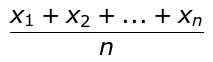 x₁ + x₂ + ... + xₙ
n